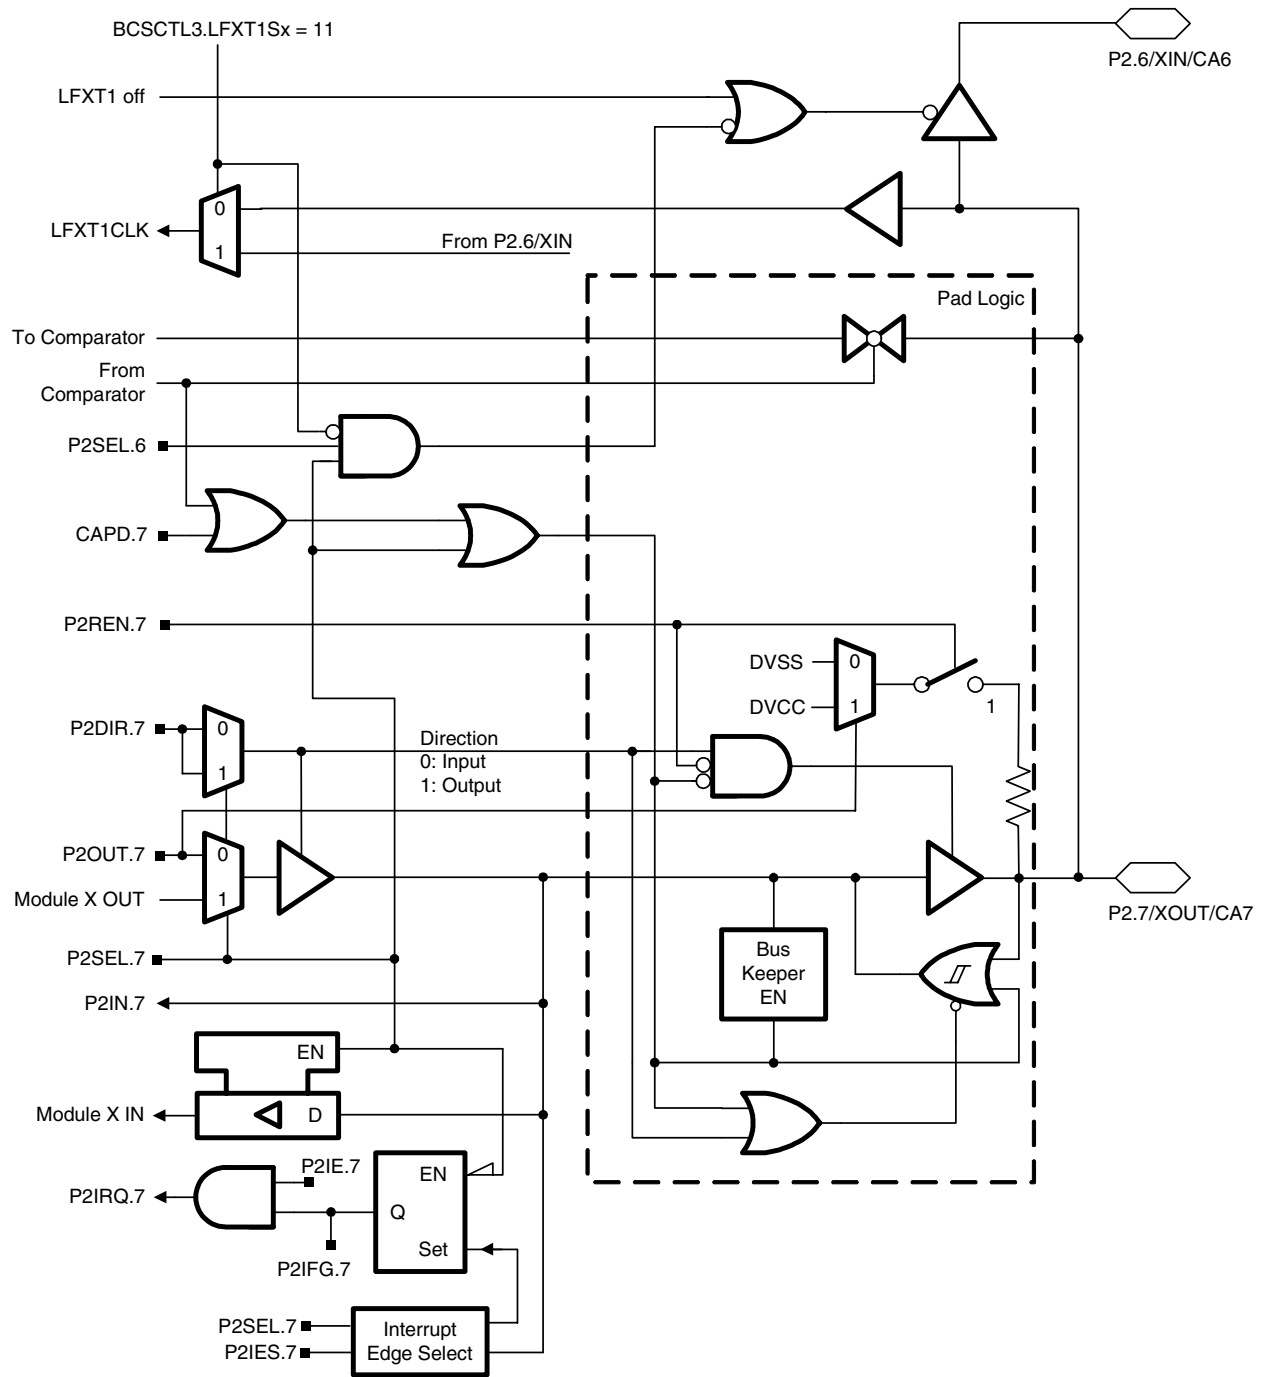 BCSCTL3.LFXT1Sx = 11
P2.6/XIN/CA6
LFXT1 off
0
LFXT1CLK
1
From P2.6/XIN
Pad Logic
To Comparator
From
Comparator
P2SEL.6
CAPD.7
P2REN.7
DVSS
0
DVCC
1
1
P2DIR.7
0
1
Direction
0: Input
1: Output
P2OUT.7
0
Module X OUT
1
P2.7/XOUT/CA7
P2SEL.7
Bus
Keeper
EN
P2IN.7
EN
Module X IN
D
P2IE.7
EN
P2IRQ.7
Q
Set
P2IFG.7
P2SEL.7
P2IES.7
Interrupt
Edge Select